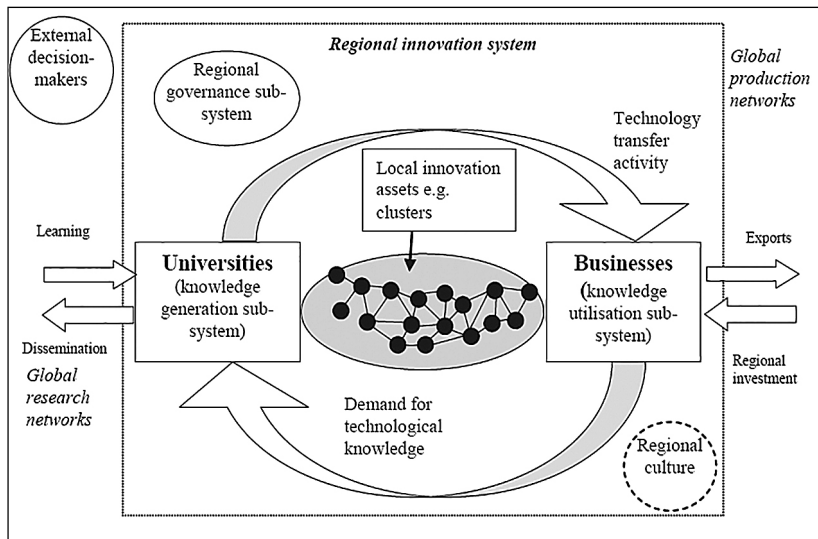 External
decision-
makers
Regional innovation system
Regional
governance sub-
system
Global
production
networks
Technology
transfer
activity
Local innovation
assets e.g.
clusters
Learning
Universities
(knowledge
generation sub-
system)
Businesses
(knowledge
utilisation sub-
system)
Exports
Dissemination
Global
research
networks
Regional
investment
Demand for
technological
knowledge
Regional
culture